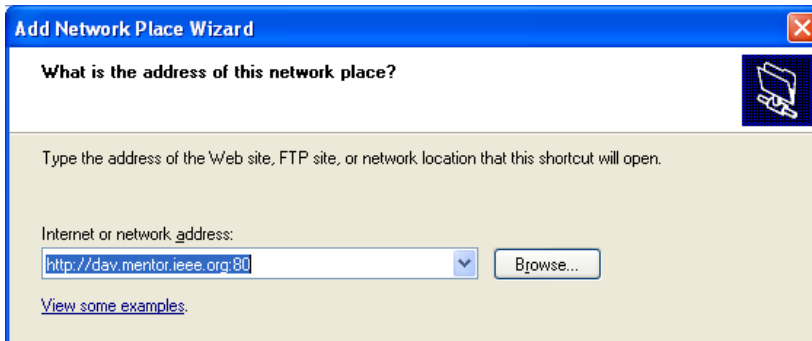 Add Network Place Wizard
What is the address of this network place?
Type the address of the Web site, FTP site, or network location that this shortcut will open.
Internet or network address:
http://dav.mentor.ieee.org:80
Browse...
View some examples.